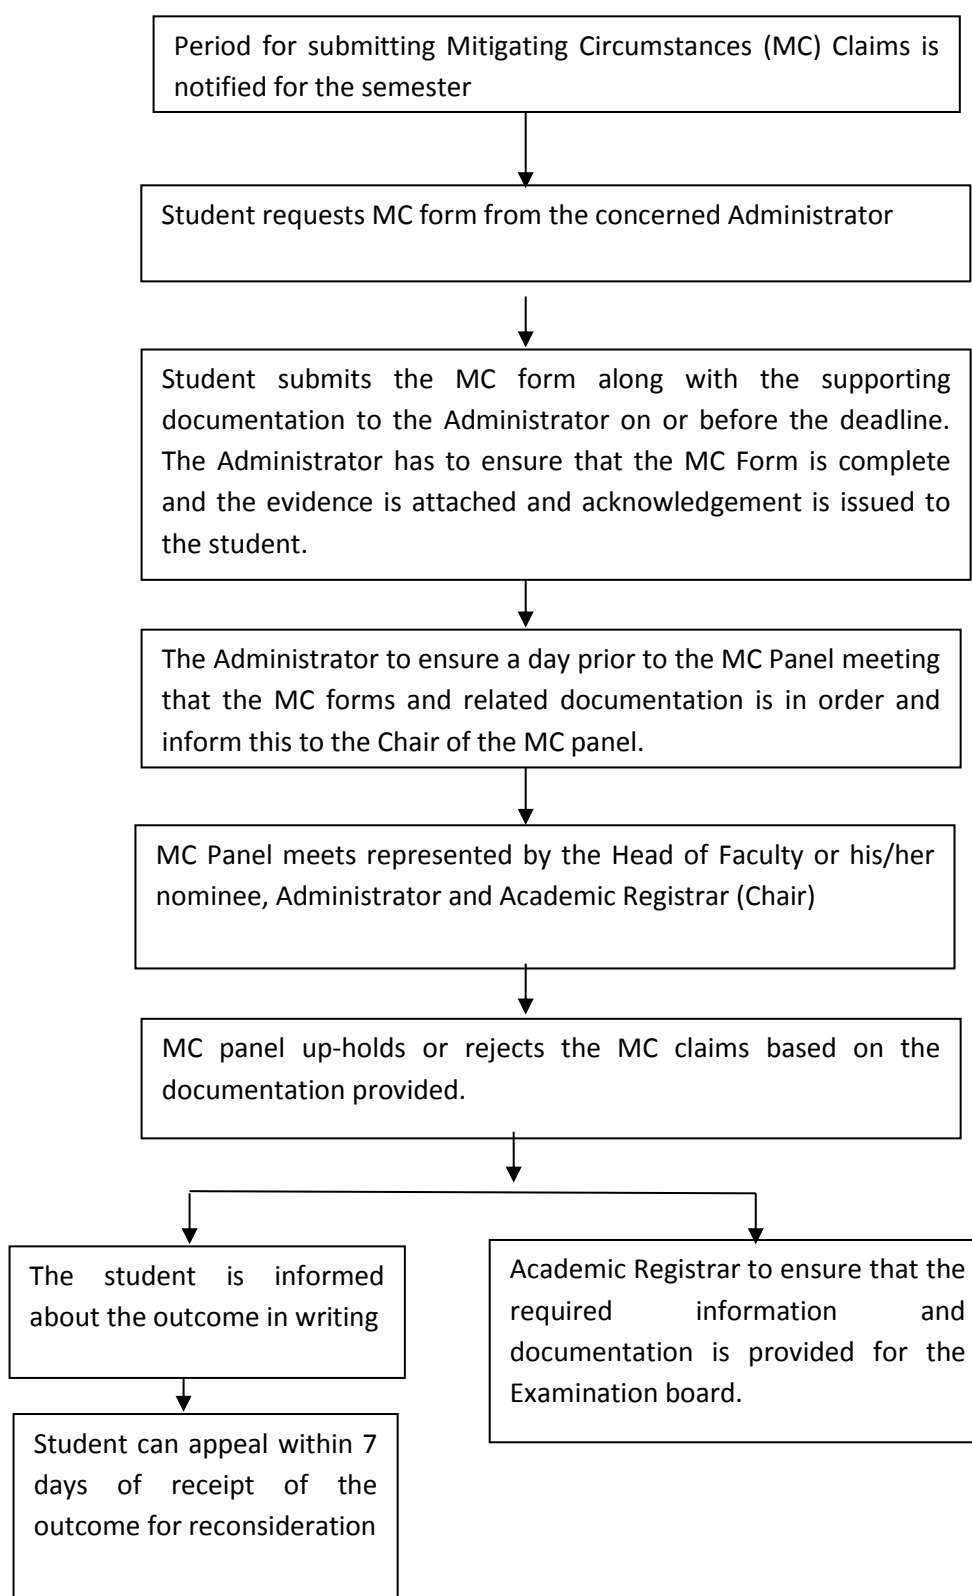 Period for submitting Mitigating Circumstances (MC) Claims is
notified for the semester
Student requests MC form from the concerned Administrator
Student submits the MC form along with the supporting
documentation to the Administrator on or before the deadline.
The Administrator has to ensure that the MC Form is complete
and the evidence is attached and acknowledgement is issued to
the student.
The Administrator to ensure a day prior to the MC Panel meeting
that the MC forms and related documentation is in order and
inform this to the Chair of the MC panel.
MC Panel meets represented by the Head of Faculty or his/her
nominee, Administrator and Academic Registrar (Chair)
MC panel up-holds or rejects the MC claims based on the
documentation provided.
The student is informed
about the outcome in writing
Academic Registrar to ensure that the
required information and
documentation is provided for the
Examination board.
Student can appeal within 7
days of receipt of the
outcome for reconsideration